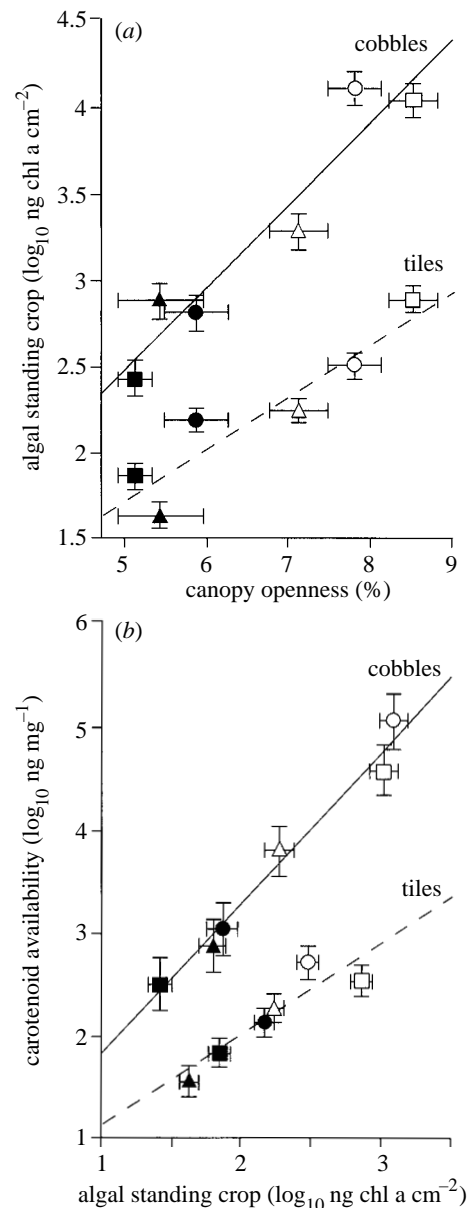 (a)
cobbles
tiles
algal standing crop (log₁₀ ng chl a cm⁻²)
4.5
4
3.5
3
2.5
2
1.5
5 6 7 8 9
canopy openness (%)
(b)
cobbles
tiles
carotenoid availability (log₁₀ ng mg⁻¹)
6
5
4
3
2
1
1 2 3
algal standing crop (log₁₀ ng chl a cm⁻²)